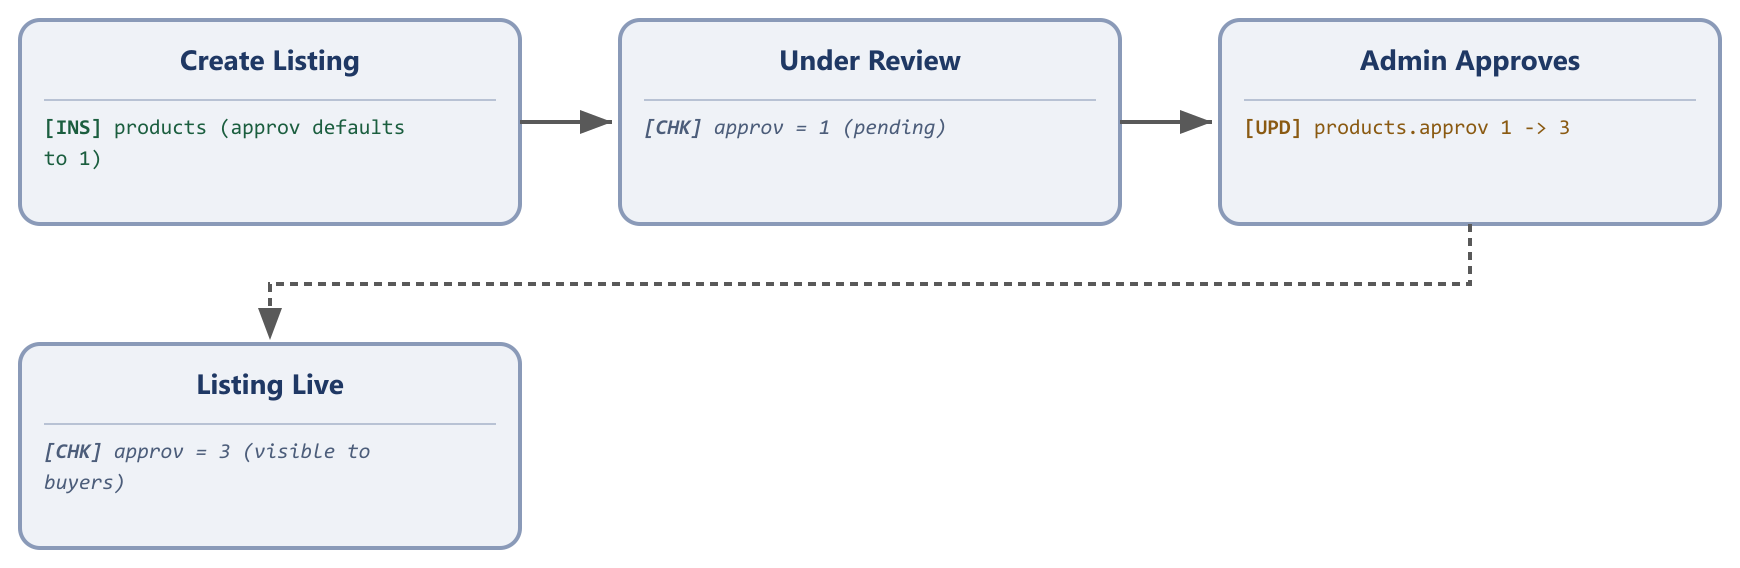 Create Listing
[INS] products (approv defaults
to 1)
Under Review
[CHK] approv = 1 (pending)
Admin Approves
[UPD] products.approv 1 -> 3
Listing Live
[CHK] approv = 3 (visible to
buyers)